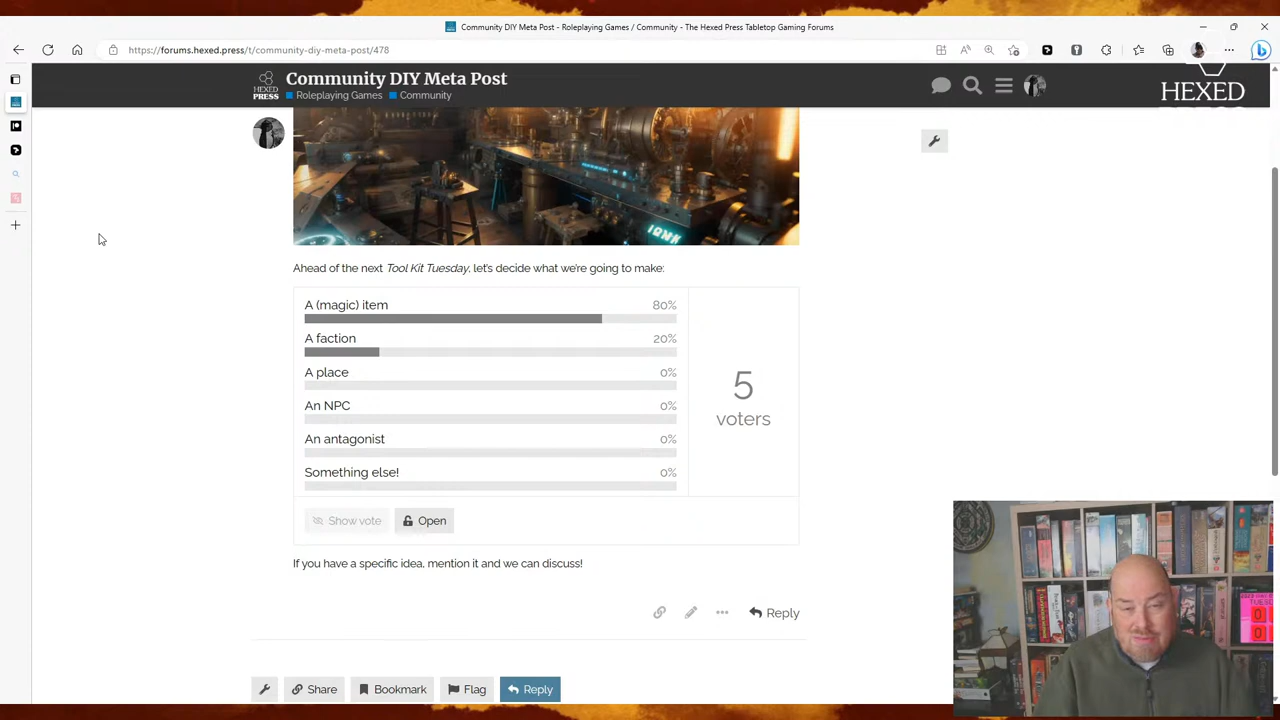 Community DIY Meta Post - Roleplaying Games / Community - The Hexed Press Tabletop Gaming Forums
https://forums.hexed.press/t/community-diy-meta-post/478
HEXED PRESS
Community DIY Meta Post
Roleplaying Games Community
HEXED
Ahead of the next Tool Kit Tuesday, let's decide what we're going to make:
A (magic) item 80%
A faction 20%
A place 0%
An NPC 0%
An antagonist 0%
Something else! 0%
5
voters
Show vote Open
If you have a specific idea, mention it and we can discuss!
Reply
Share Bookmark Flag Reply